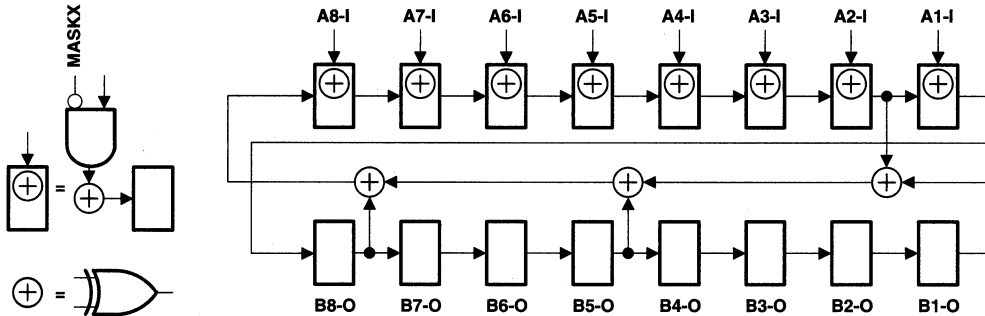 MASKX
=
=
A8-I A7-I A6-I A5-I A4-I A3-I A2-I A1-I
B8-O B7-O B6-O B5-O B4-O B3-O B2-O B1-O